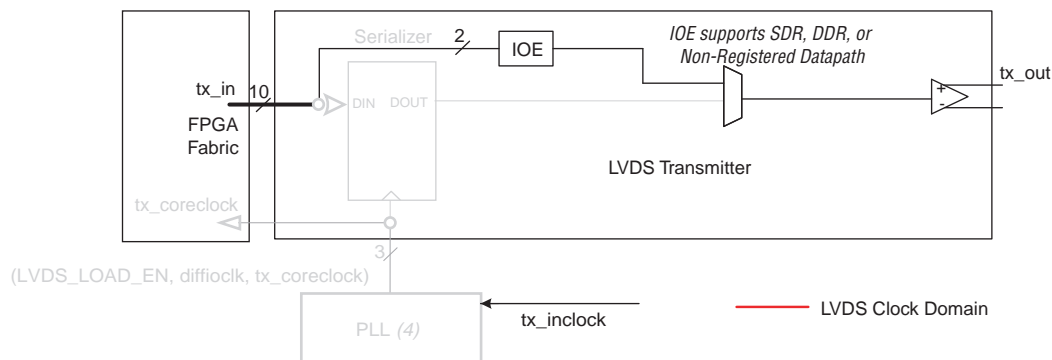 Serializer
2
IOE
IOE supports SDR, DDR, or
Non-Registered Datapath
tx_out
tx_in
10
DIN
DOUT
+
-
FPGA
Fabric
LVDS Transmitter
tx_coreclock
3
(LVDS_LOAD_EN, diffioclk, tx_coreclock)
PLL (4)
tx_inclock
LVDS Clock Domain